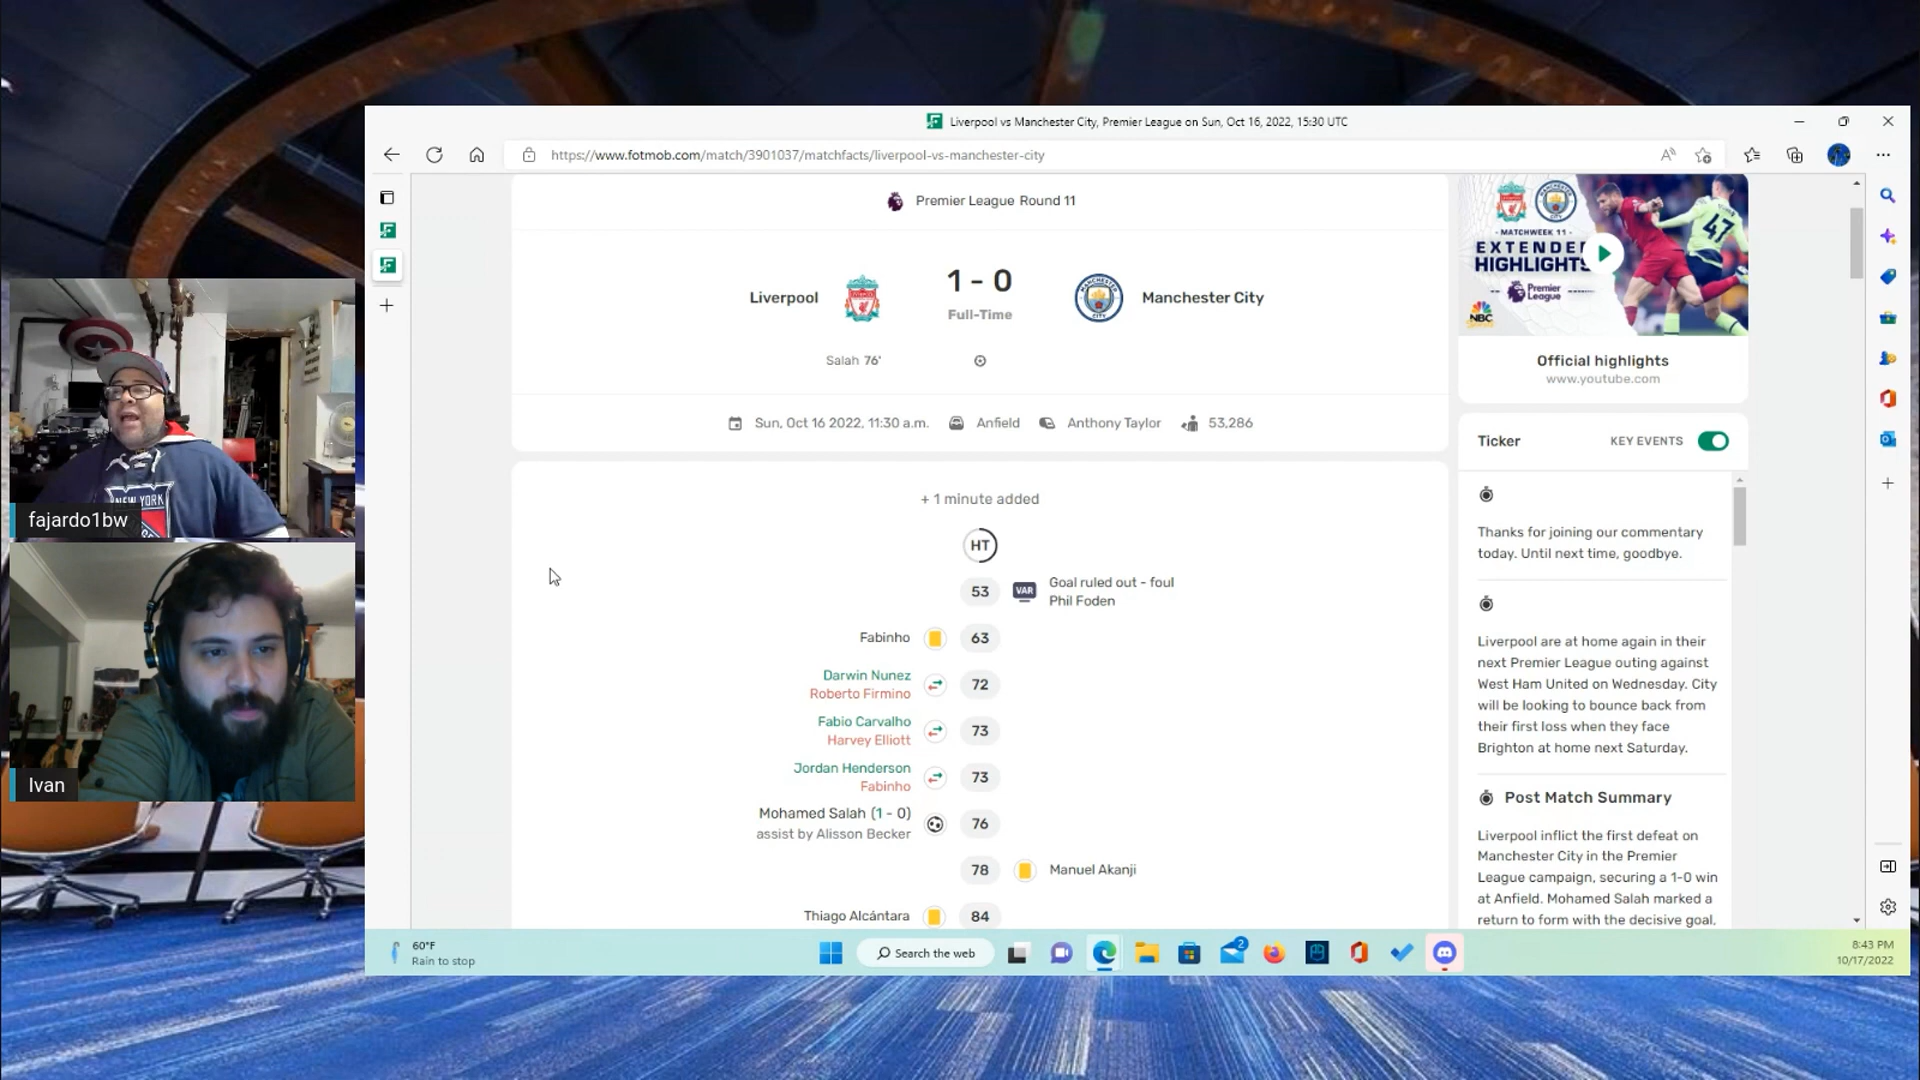 Liverpool vs Manchester City, Premier League on Sun, Oct 16, 2022, 15:30 UTC
https://www.fotmob.com/match/3901037/matchfacts/liverpool-vs-manchester-city
Premier League Round 11
Liverpool
1 - 0
Full-Time
Manchester City
Salah 76'
Sun, Oct 16 2022, 11:30 a.m.
Anfield
Anthony Taylor
53,286
+ 1 minute added
HT
53
VAR
Goal ruled out - foul
Phil Foden
Fabinho
63
Darwin Nunez
Roberto Firmino
72
Fabio Carvalho
Harvey Elliott
73
Jordan Henderson
Fabinho
73
Mohamed Salah (1 - 0)
assist by Alisson Becker
76
78
Manuel Akanji
Thiago Alcántara
84
- MATCHWEEK 11 -
EXTENDED
HIGHLIGHTS
Premier
League
NBC
47
Official highlights
www.youtube.com
Ticker
KEY EVENTS
Thanks for joining our commentary
today. Until next time, goodbye.
Liverpool are at home again in their
next Premier League outing against
West Ham United on Wednesday. City
will be looking to bounce back from
their first loss when they face
Brighton at home next Saturday.
Post Match Summary
Liverpool inflict the first defeat on
Manchester City in the Premier
League campaign, securing a 1-0 win
at Anfield. Mohamed Salah marked a
return to form with the decisive goal,
NEW YORK
fajardo1bw
Ivan
60°F
Rain to stop
Search the web
2
8:43 PM
10/17/2022